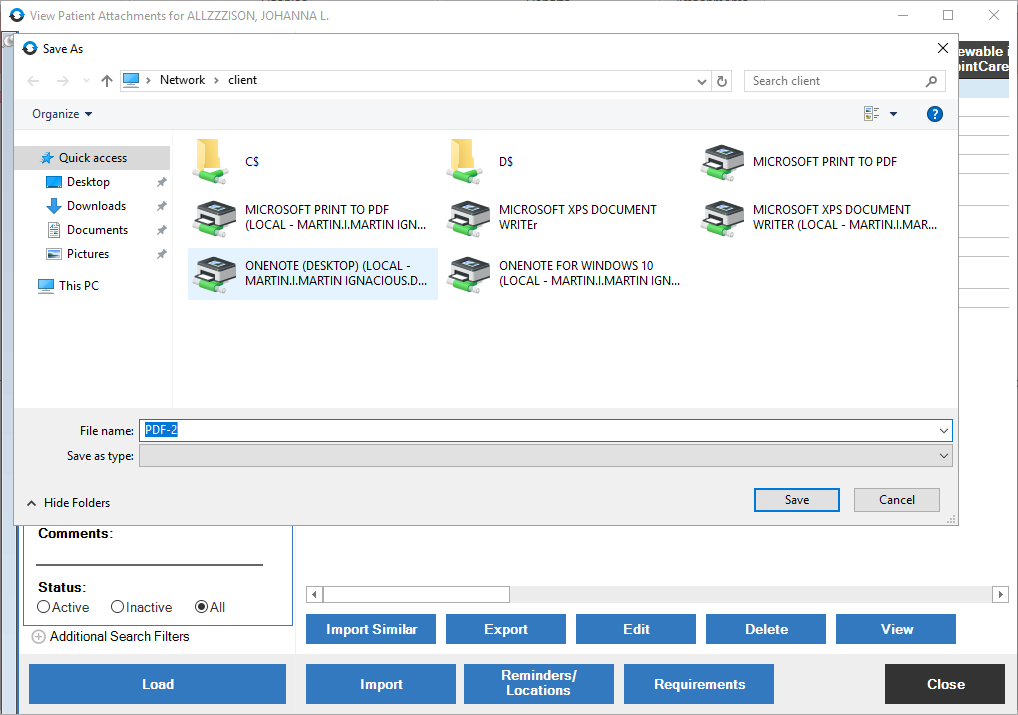 View Patient Attachments for ALLZZZISON, JOHANNA L.
Save As
Network > client
Search client
Organize
Quick access
Desktop
Downloads
Documents
Pictures
This PC
C$
D$
MICROSOFT PRINT TO PDF
MICROSOFT PRINT TO PDF
(LOCAL - MARTIN.I.MARTIN IGN...
MICROSOFT XPS DOCUMENT
WRITEr
MICROSOFT XPS DOCUMENT
WRITER (LOCAL - MARTIN.I.MAR...
ONENOTE (DESKTOP) (LOCAL -
MARTIN.I.MARTIN IGNACIOUS.D...
ONENOTE FOR WINDOWS 10
(LOCAL - MARTIN.I.MARTIN IGN...
File name: PDF-2
Save as type:
Hide Folders
Save
Cancel
Comments:
Status:
Active Inactive All
Additional Search Filters
Import Similar
Export
Edit
Delete
View
Load
Import
Reminders/
Locations
Requirements
Close